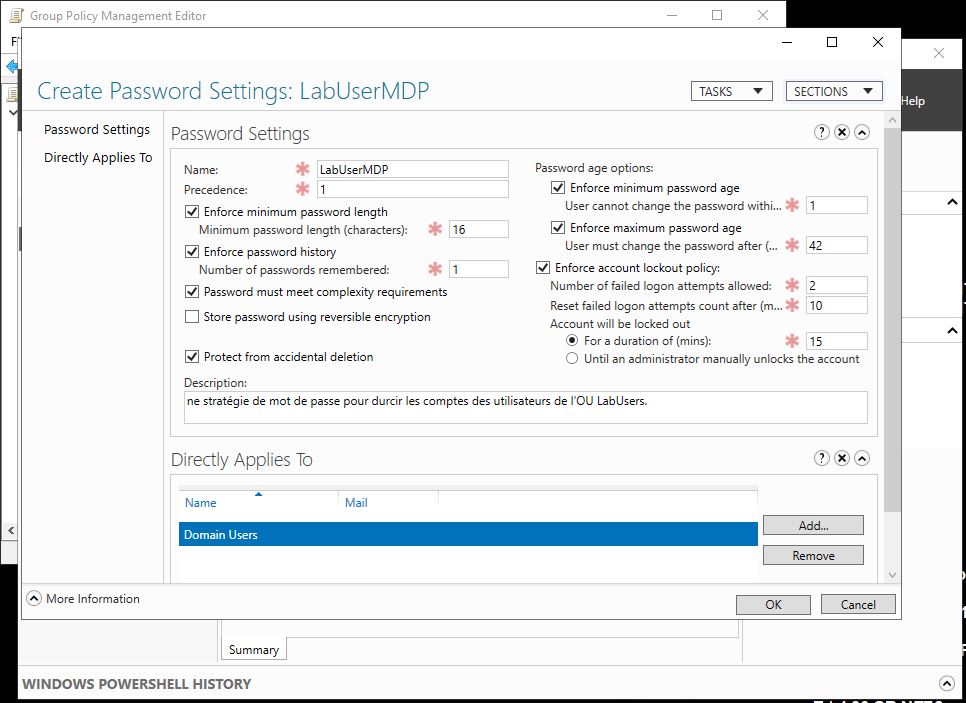 Group Policy Management Editor
Help
Create Password Settings: LabUserMDP
TASKS
SECTIONS
Password Settings
Directly Applies To
Password Settings
Name: * LabUserMDP
Precedence: * 1
Enforce minimum password length
Minimum password length (characters): * 16
Enforce password history
Number of passwords remembered: * 1
Password must meet complexity requirements
Store password using reversible encryption
Protect from accidental deletion
Password age options:
Enforce minimum password age
User cannot change the password withi... * 1
Enforce maximum password age
User must change the password after (... * 42
Enforce account lockout policy:
Number of failed logon attempts allowed: * 2
Reset failed logon attempts count after (m... * 10
Account will be locked out
For a duration of (mins): * 15
Until an administrator manually unlocks the account
Description:
ne stratégie de mot de passe pour durcir les comptes des utilisateurs de l'OU LabUsers.
Directly Applies To
Name Mail
Domain Users
Add...
Remove
More Information
OK Cancel
Summary
WINDOWS POWERSHELL HISTORY